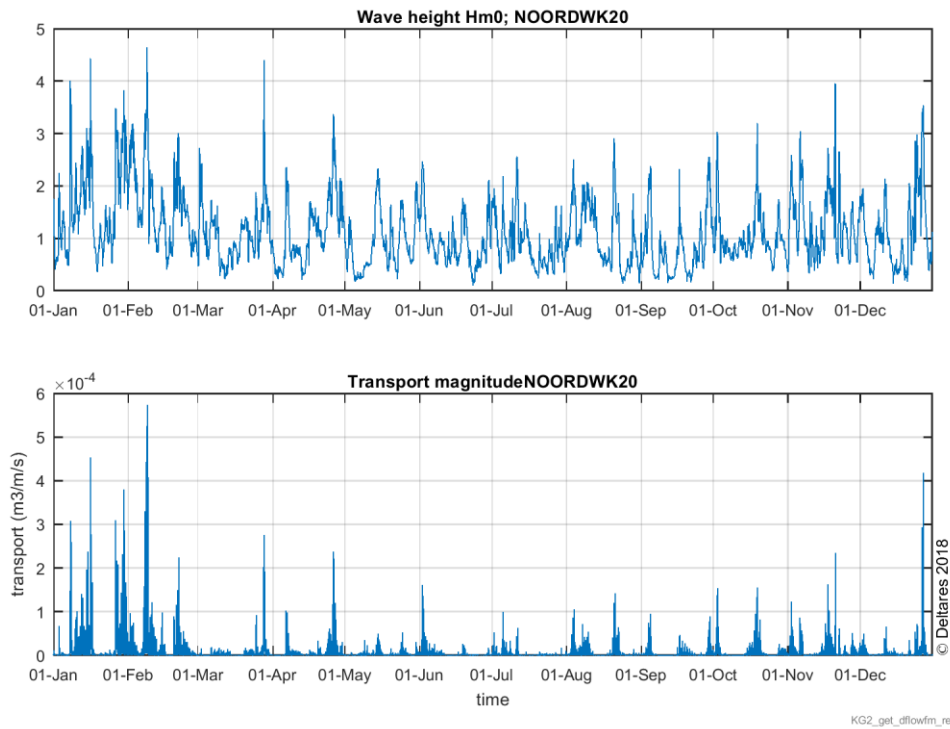 Wave height Hm0; NOORDWK20
5
4
3
2
1
0
01-Jan 01-Feb 01-Mar 01-Apr 01-May 01-Jun 01-Jul 01-Aug 01-Sep 01-Oct 01-Nov 01-Dec
×10⁻⁴
Transport magnitudeNOORDWK20
6
5
4
3
2
1
0
transport (m3/m/s)
01-Jan 01-Feb 01-Mar 01-Apr 01-May 01-Jun 01-Jul 01-Aug 01-Sep 01-Oct 01-Nov 01-Dec
time
© Deltares 2018
KG2_get_dflowfm_re